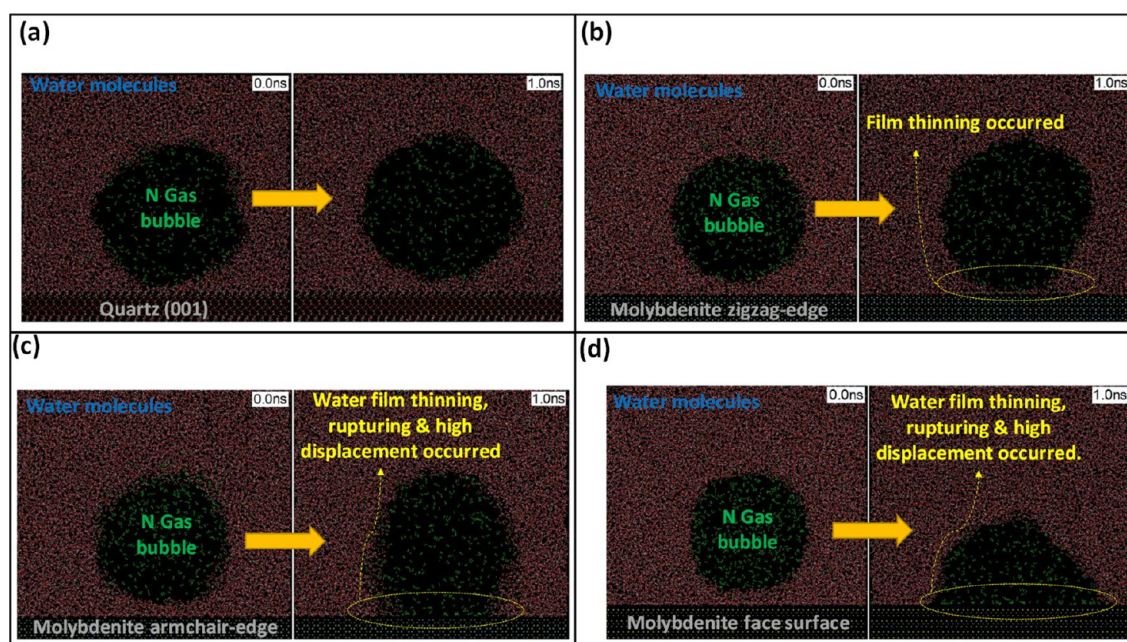 (a)
Water molecules
0.0ns
1.0ns
N Gas
bubble
Quartz (001)
(b)
Water molecules
0.0ns
1.0ns
Film thinning occurred
N Gas
bubble
Molybdenite zigzag-edge
(c)
Water molecules
0.0ns
1.0ns
Water film thinning,
rupturing & high
displacement occurred
N Gas
bubble
Molybdenite armchair-edge
(d)
Water molecules
0.0ns
1.0ns
Water film thinning,
rupturing & high
displacement occurred.
N Gas
bubble
Molybdenite face surface